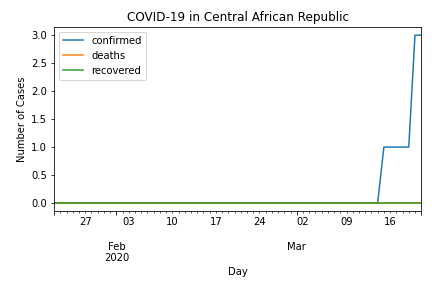 COVID-19 in Central African Republic
confirmed
deaths
recovered
Number of Cases
3.0
2.5
2.0
1.5
1.0
0.5
0.0
27 03 10 17 24 02 09 16
Feb Mar
2020
Day